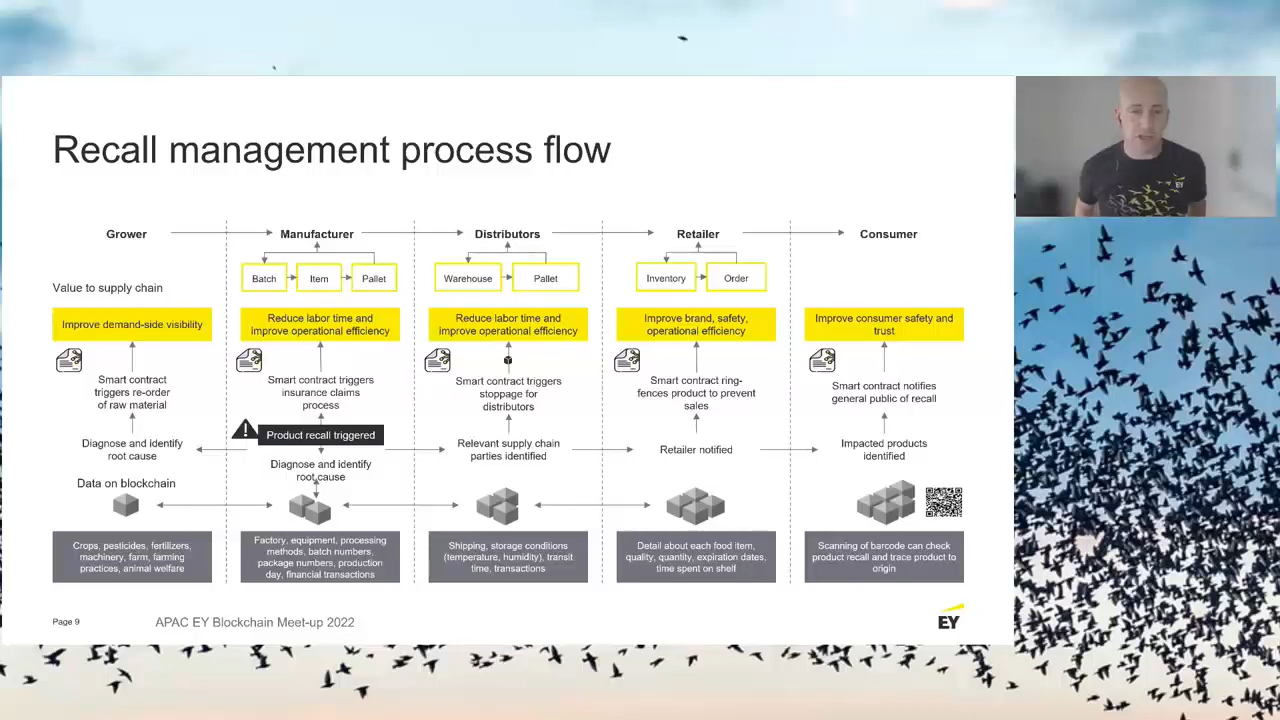 Recall management process flow
Grower
Manufacturer
Distributors
Retailer
Consumer
Batch
Item
Pallet
Warehouse
Pallet
Inventory
Order
Value to supply chain
Improve demand-side visibility
Reduce labor time and
improve operational efficiency
Reduce labor time and
improve operational efficiency
Improve brand, safety,
operational efficiency
Improve consumer safety and
trust
Smart contract
triggers re-order
of raw material
Smart contract triggers
insurance claims
process
Smart contract triggers
stoppage for
distributors
Smart contract ring-
fences product to prevent
sales
Smart contract notifies
general public of recall
Product recall triggered
Diagnose and identify
root cause
Diagnose and identify
root cause
Relevant supply chain
parties identified
Retailer notified
Impacted products
identified
Data on blockchain
Crops, pesticides, fertilizers,
machinery, farm, farming
practices, animal welfare
Factory, equipment, processing
methods, batch numbers,
package numbers, production
day, financial transactions
Shipping, storage conditions
(temperature, humidity), transit
time, transactions
Detail about each food item,
quality, quantity, expiration dates,
time spent on shelf
Scanning of barcode can check
product recall and trace product to
origin
Page 9
APAC EY Blockchain Meet-up 2022
EY
EY